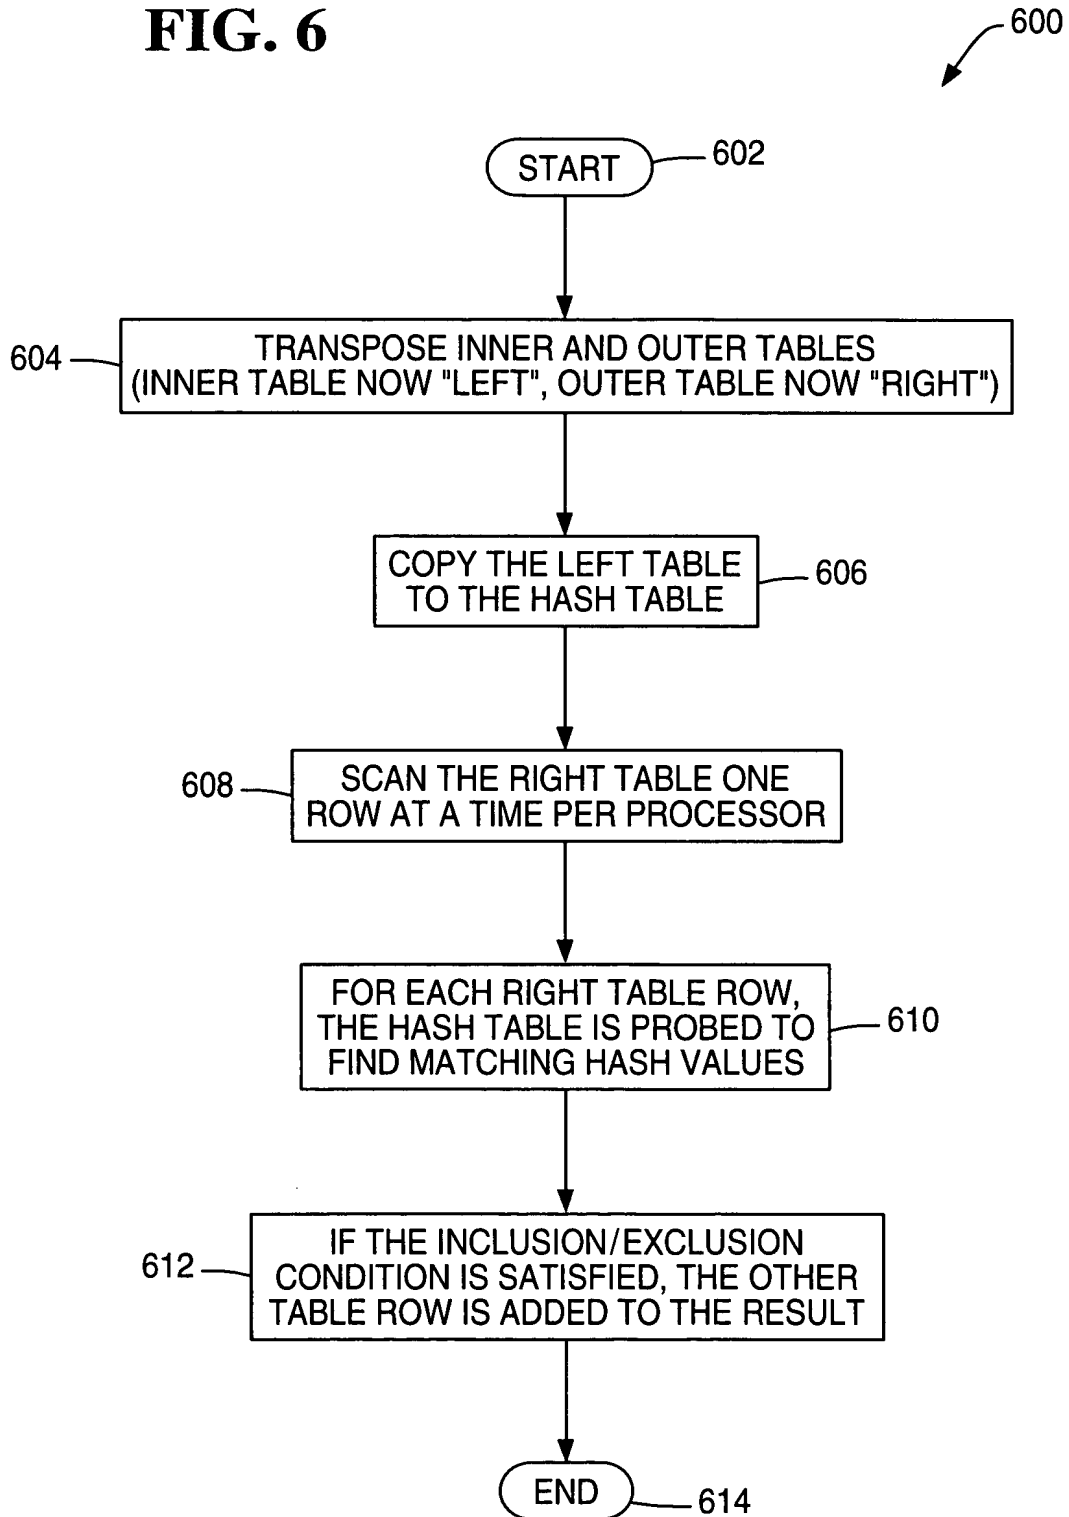 FIG. 6
600
START
602
604
TRANSPOSE INNER AND OUTER TABLES
(INNER TABLE NOW "LEFT", OUTER TABLE NOW "RIGHT")
COPY THE LEFT TABLE
TO THE HASH TABLE
606
608
SCAN THE RIGHT TABLE ONE
ROW AT A TIME PER PROCESSOR
FOR EACH RIGHT TABLE ROW,
THE HASH TABLE IS PROBED TO
FIND MATCHING HASH VALUES
610
612
IF THE INCLUSION/EXCLUSION
CONDITION IS SATISFIED, THE OTHER
TABLE ROW IS ADDED TO THE RESULT
END
614